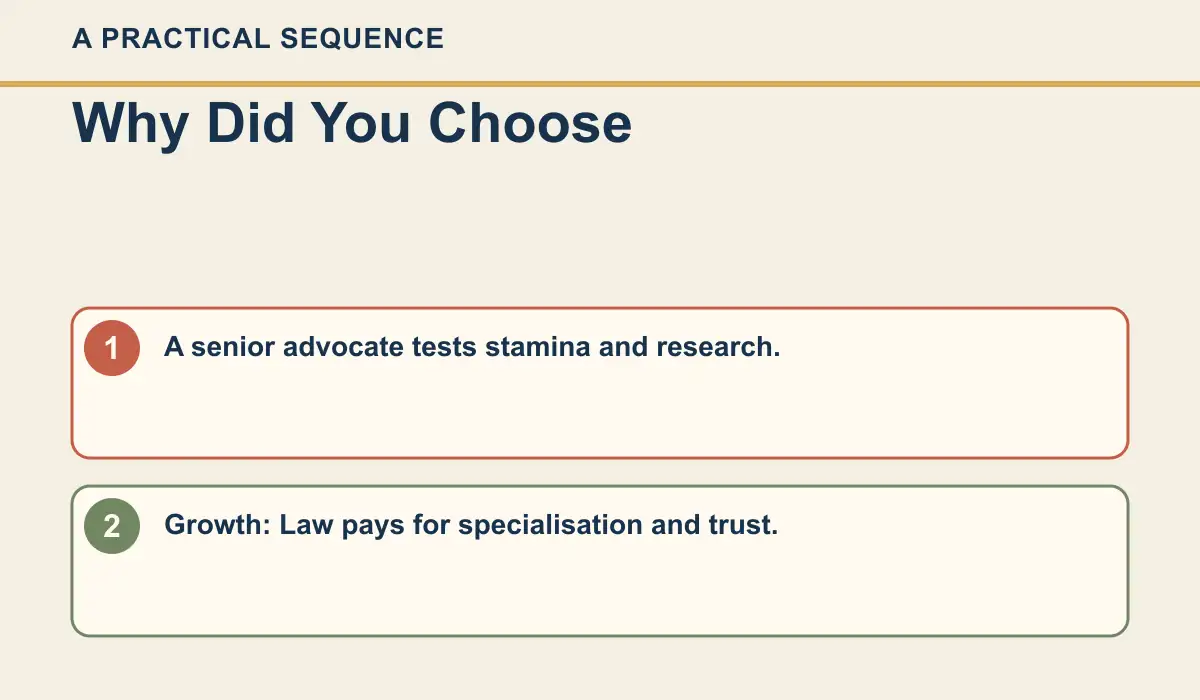 A PRACTICAL SEQUENCE
Why Did You Choose
1
A senior advocate tests stamina and research.
2
Growth: Law pays for specialisation and trust.